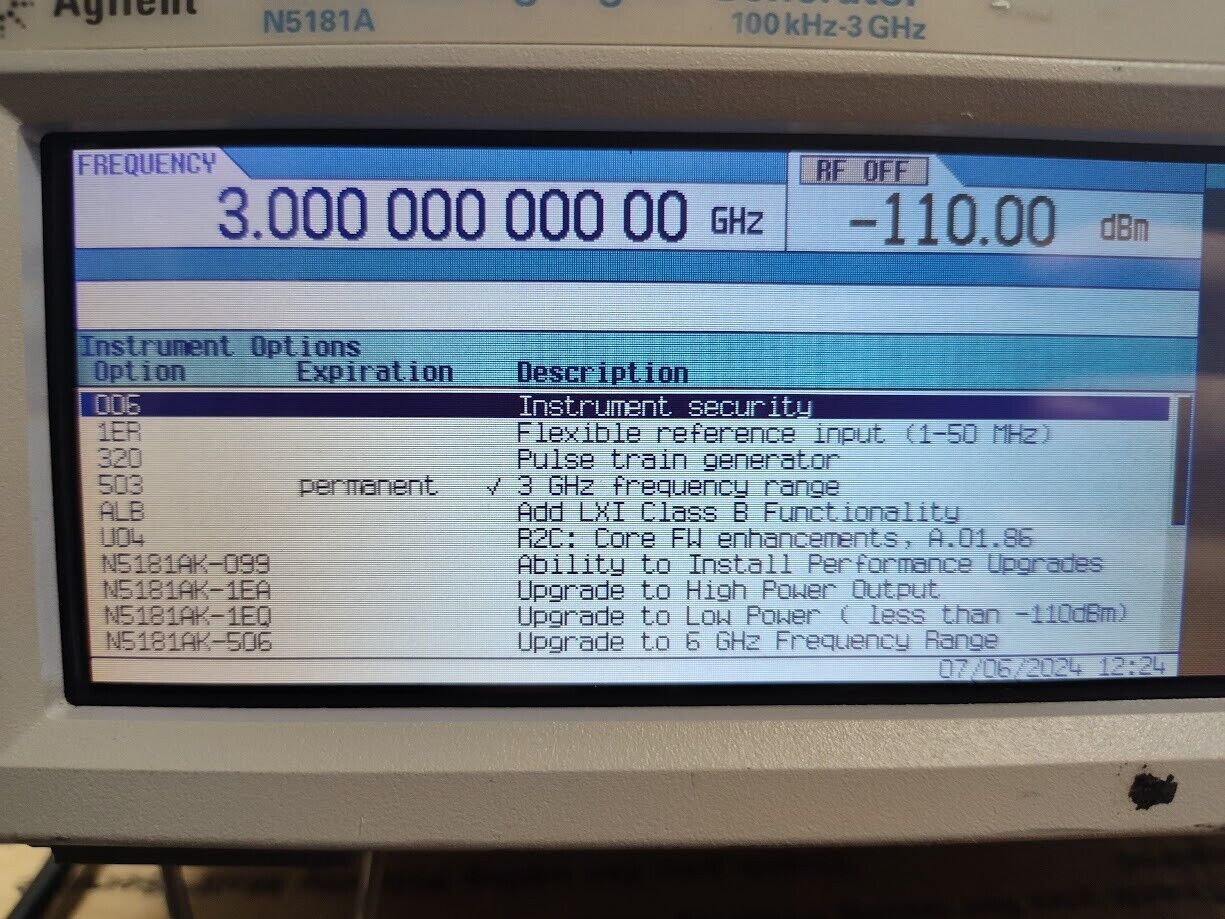 Agilent
N5181A
100 kHz-3 GHz
FREQUENCY
3.000 000 000 00 GHz
RF OFF
-110.00 dBm
Instrument Options
Option Expiration Description
006 Instrument security
1ER Flexible reference input (1-50 MHz)
320 Pulse train generator
503 permanent ✓ 3 GHz frequency range
ALB Add LXI Class B Functionality
U04 R2C: Core FW enhancements, A.01.86
N5181AK-099 Ability to Install Performance Upgrades
N5181AK-1EA Upgrade to High Power Output
N5181AK-1EQ Upgrade to Low Power ( less than -110dBm)
N5181AK-506 Upgrade to 6 GHz Frequency Range
07/06/2024 12:24